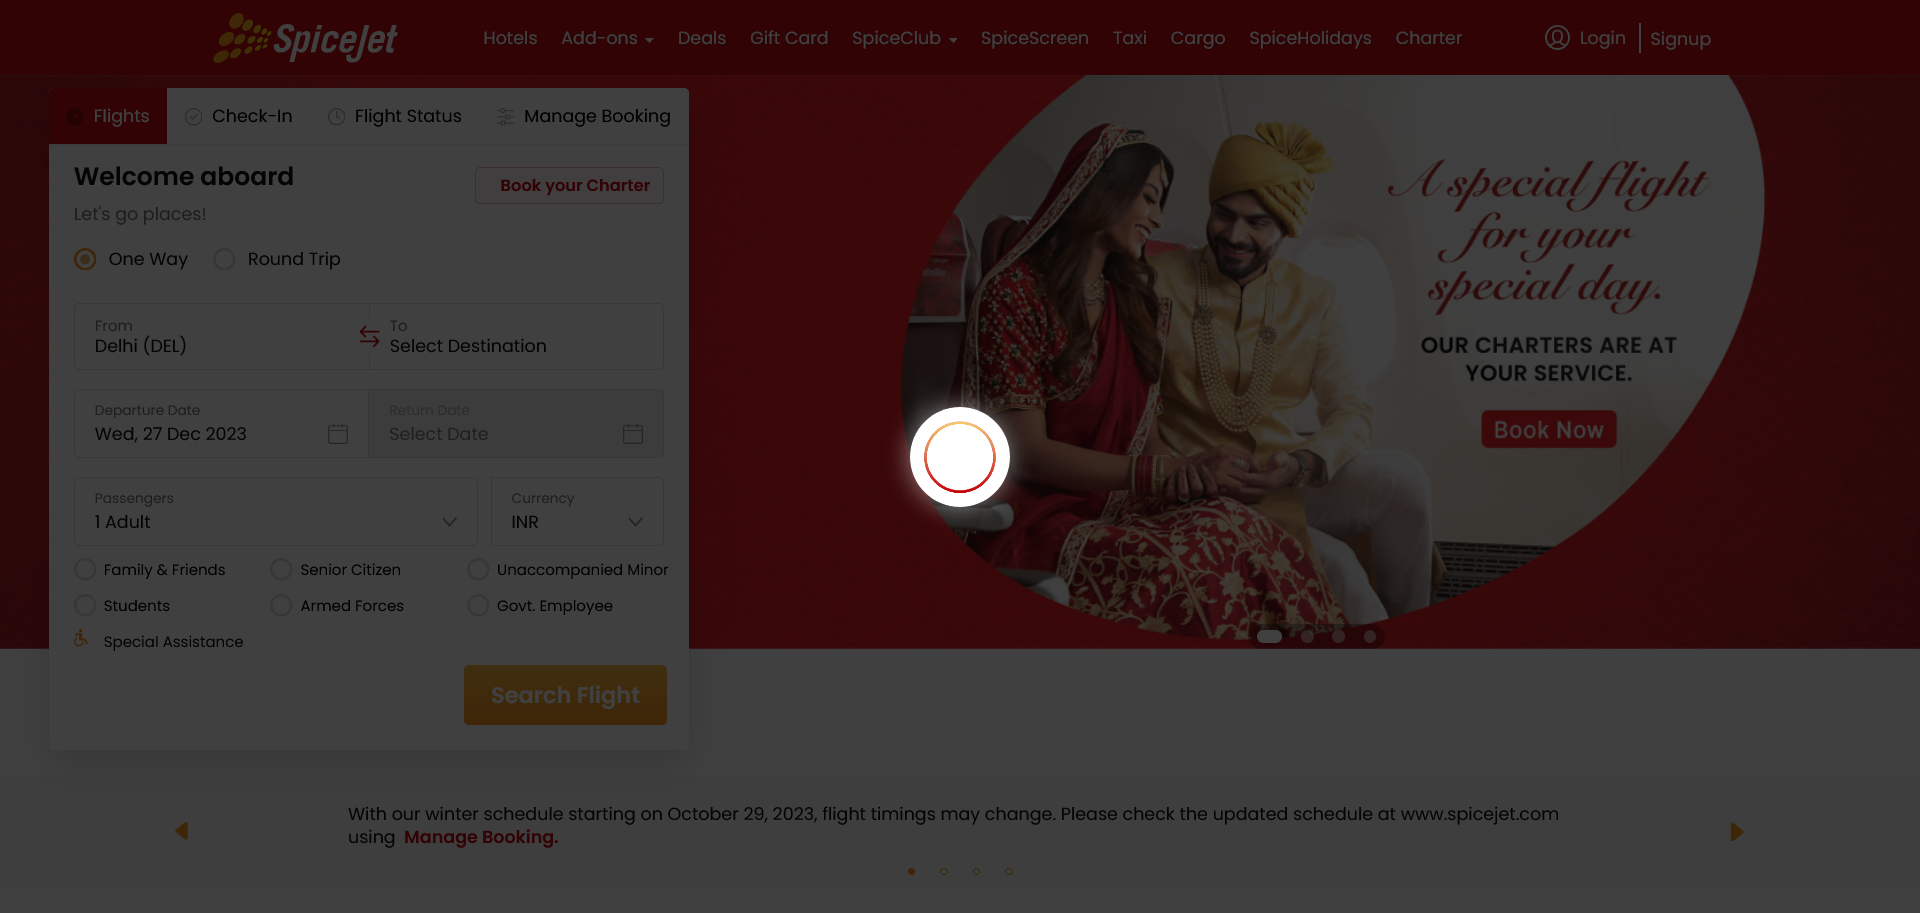 SpiceJet
Hotels Add-ons Deals Gift Card SpiceClub SpiceScreen Taxi Cargo SpiceHolidays Charter
Login Signup
Flights Check-In Flight Status Manage Booking
Welcome aboard
Book your Charter
Let's go places!
One Way Round Trip
From
Delhi (DEL)
To
Select Destination
Departure Date
Wed, 27 Dec 2023
Return Date
Select Date
Passengers
1 Adult
Currency
INR
Family & Friends Senior Citizen Unaccompanied Minor
Students Armed Forces Govt. Employee
Special Assistance
Search Flight
A special flight
for your
special day.
OUR CHARTERS ARE AT
YOUR SERVICE.
Book Now
With our winter schedule starting on October 29, 2023, flight timings may change. Please check the updated schedule at www.spicejet.com
using Manage Booking.